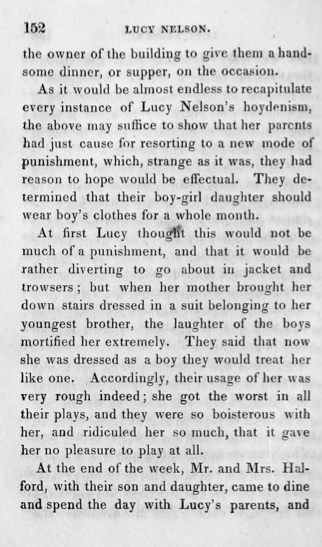 152 LUCY NELSON.
the owner of the building to give them a hand-
some dinner, or supper, on the occasion.
As it would be almost endless to recapitulate
every instance of Lucy Nelson's hoydenism,
the above may suffice to show that her parents
had just cause for resorting to a new mode of
punishment, which, strange as it was, they had
reason to hope would be effectual. They de-
termined that their boy-girl daughter should
wear boy's clothes for a whole month.
At first Lucy thought this would not be
much of a punishment, and that it would be
rather diverting to go about in jacket and
trowsers; but when her mother brought her
down stairs dressed in a suit belonging to her
youngest brother, the laughter of the boys
mortified her extremely. They said that now
she was dressed as a boy they would treat her
like one. Accordingly, their usage of her was
very rough indeed; she got the worst in all
their plays, and they were so boisterous with
her, and ridiculed her so much, that it gave
her no pleasure to play at all.
At the end of the week, Mr. and Mrs. Hal-
ford, with their son and daughter, came to dine
and spend the day with Lucy's parents, and